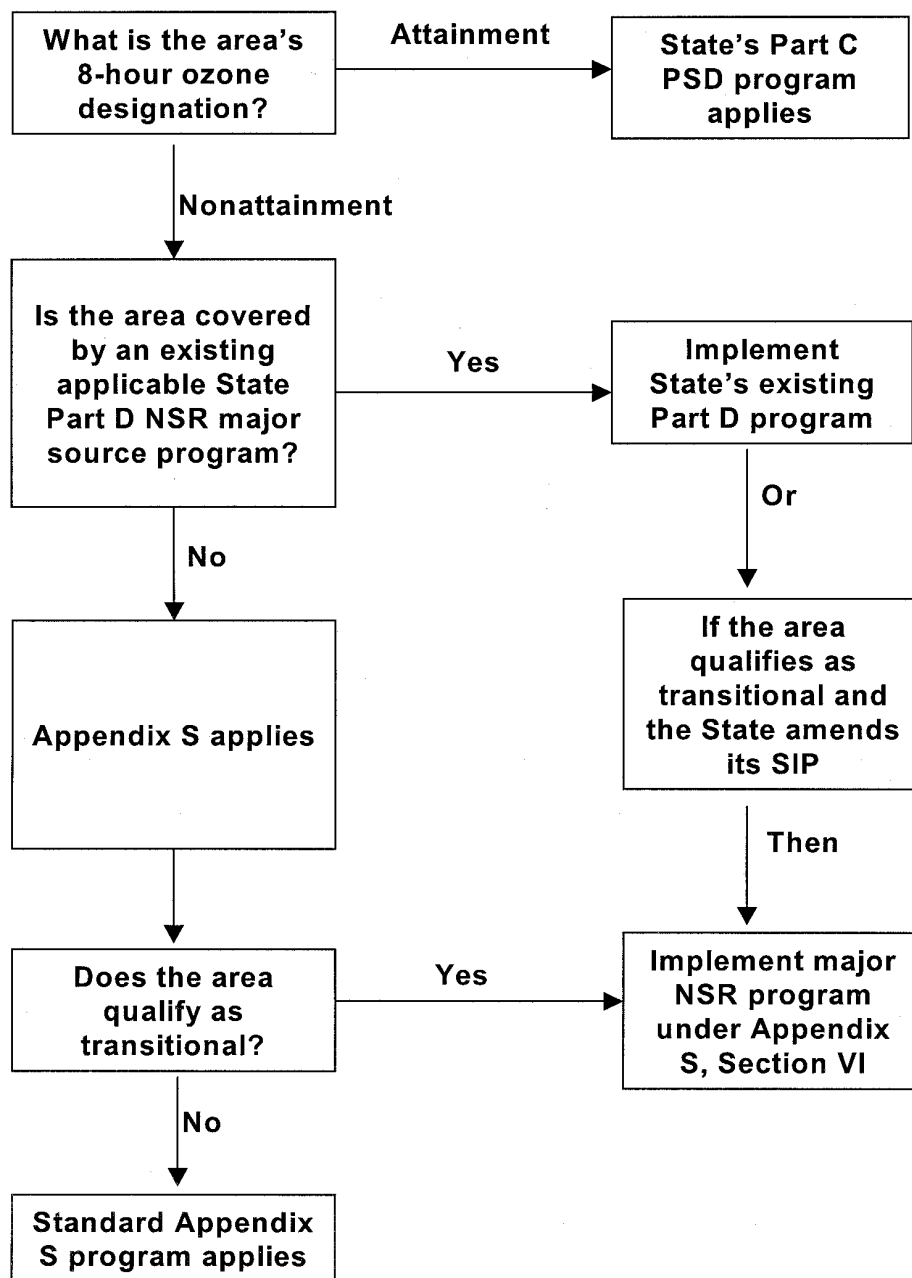 What is the area’s
8-hour ozone
designation?
Attainment
State’s Part C
PSD program
applies
Nonattainment
Is the area covered
by an existing
applicable State
Part D NSR major
source program?
Yes
Implement
State’s existing
Part D program
Or
No
If the area
qualifies as
transitional and
the State amends
its SIP
Appendix S applies
Then
Does the area
qualify as
transitional?
Yes
Implement major
NSR program
under Appendix
S, Section VI
No
Standard Appendix
S program applies